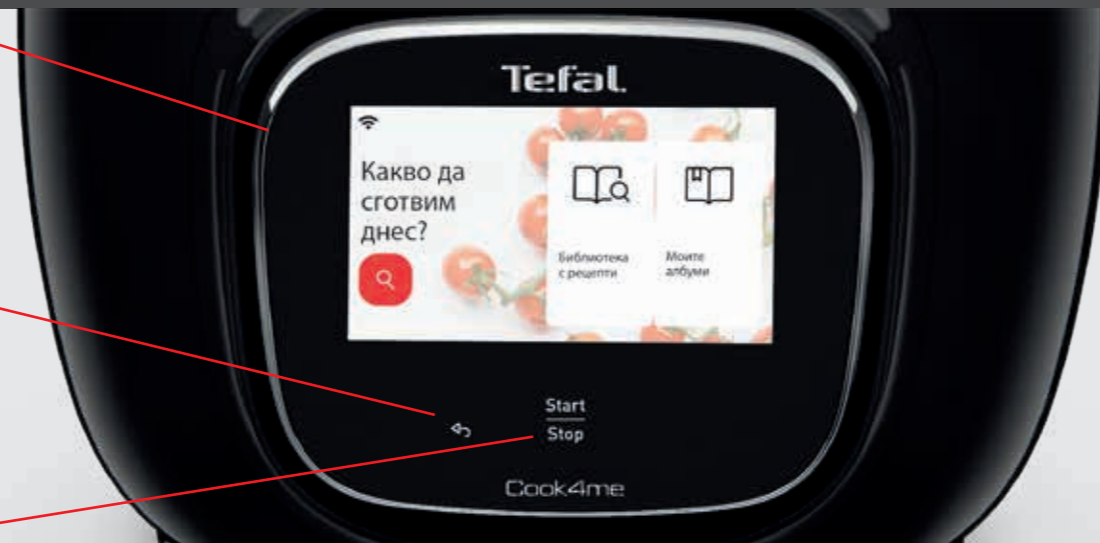 Tefal
Какво да
сготвим
днес?
Библиотека
с рецепти
Моите
албуми
Start
Stop
Cook4me